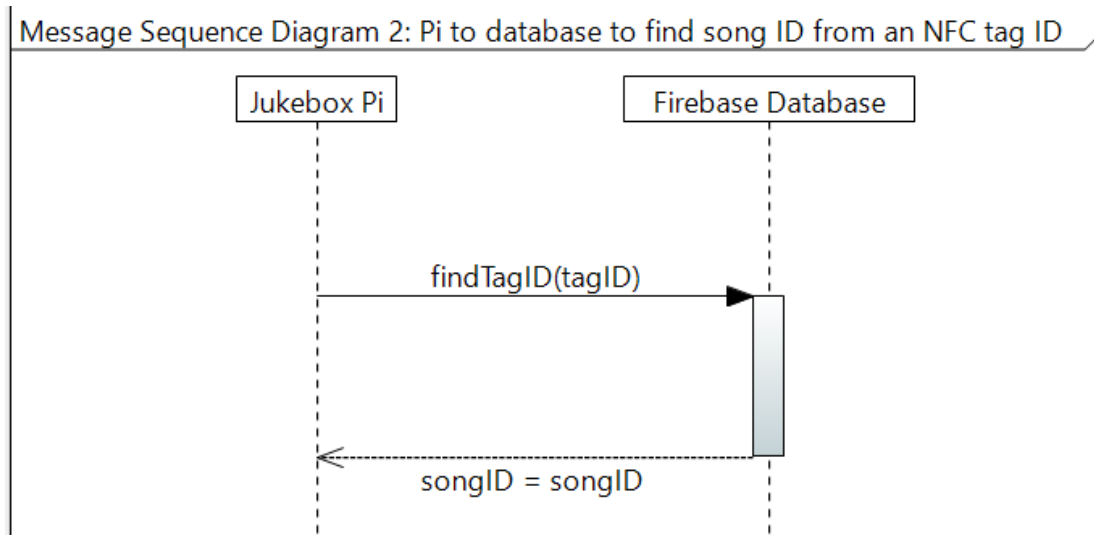 Message Sequence Diagram 2: Pi to database to find song ID from an NFC tag ID
Jukebox Pi
Firebase Database
findTagID(tagID)
songID = songID